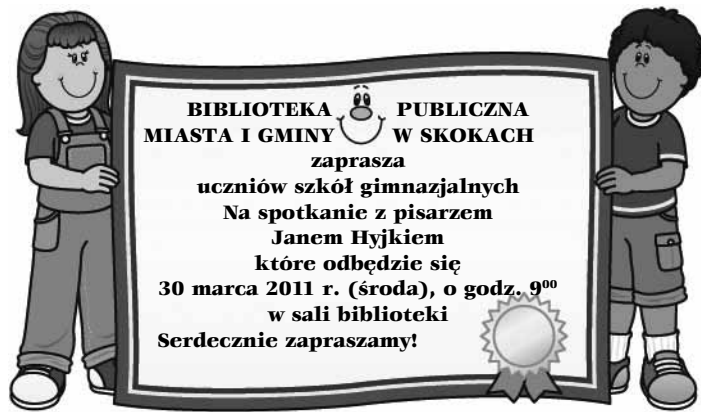 BIBLIOTEKA PUBLICZNA
MIASTA I GMINY W SKOKACH
zaprasza
uczniów szkół gimnazjalnych
Na spotkanie z pisarzem
Janem Hyjkiem
które odbędzie się
30 marca 2011 r. (środa), o godz. 9⁰⁰
w sali biblioteki
Serdecznie zapraszamy!